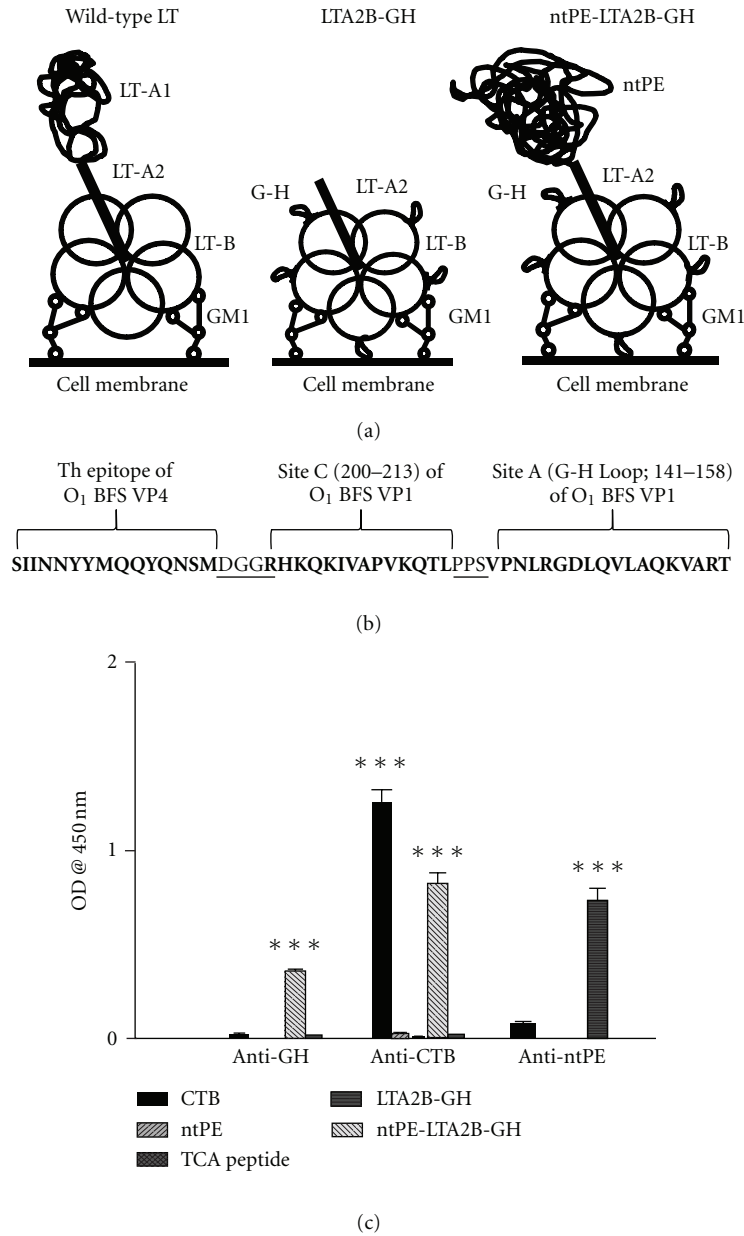 Wild-type LT
LTA2B-GH
ntPE-LTA2B-GH
LT-A1
LT-A2
LT-B
GM1
Cell membrane
G-H
LT-A2
LT-B
GM1
Cell membrane
ntPE
LT-A2
G-H
LT-B
GM1
Cell membrane
(a)
Th epitope of
O₁ BFS VP4
Site C (200–213) of
O₁ BFS VP1
Site A (G-H Loop; 141–158)
of O₁ BFS VP1
SIINNYYMQQYQNSMDGGRHKQKIVAPVKQTLPPSVPNLRGDLQVLAQKVART
(b)
2
1
0
OD @ 450 nm
∗∗∗
∗∗∗
∗∗∗
∗∗∗
Anti-GH
Anti-CTB
Anti-ntPE
CTB
ntPE
TCA peptide
LTA2B-GH
ntPE-LTA2B-GH
(c)